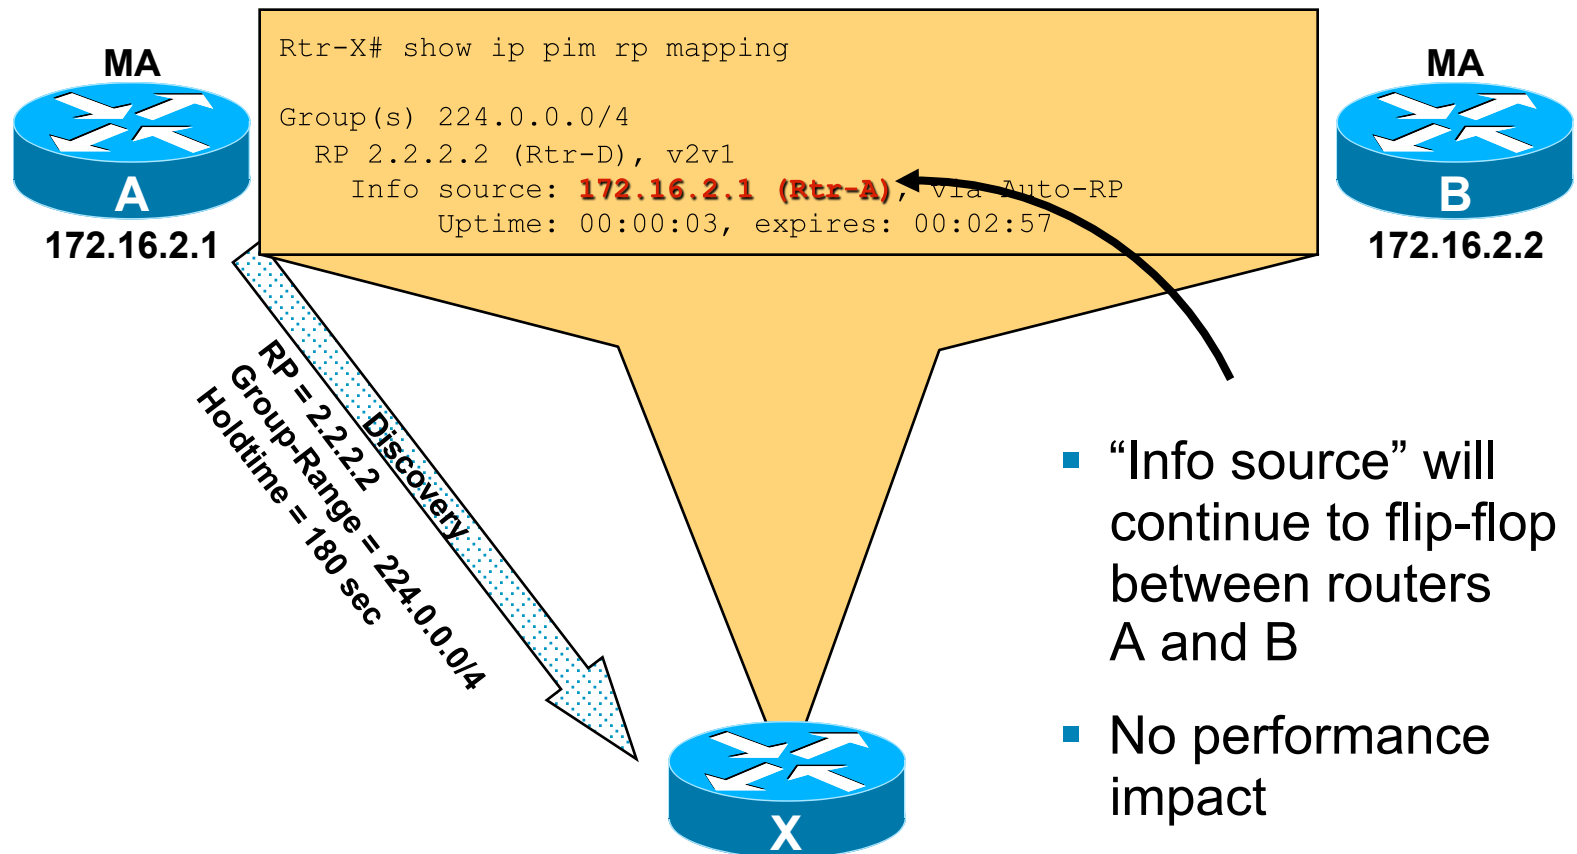 Rtr-X# show ip pim rp mapping
Group(s) 224.0.0.0/4
RP 2.2.2.2 (Rtr-D), v2v1
Info source: 172.16.2.1 (Rtr-A), via Auto-RP
Uptime: 00:00:03, expires: 00:02:57
MA
A
172.16.2.1
MA
B
172.16.2.2
Discovery
RP = 2.2.2.2
Group-Range = 224.0.0.0/4
Holdtime = 180 sec
“Info source” will
continue to flip-flop
between routers
A and B
No performance
impact
X